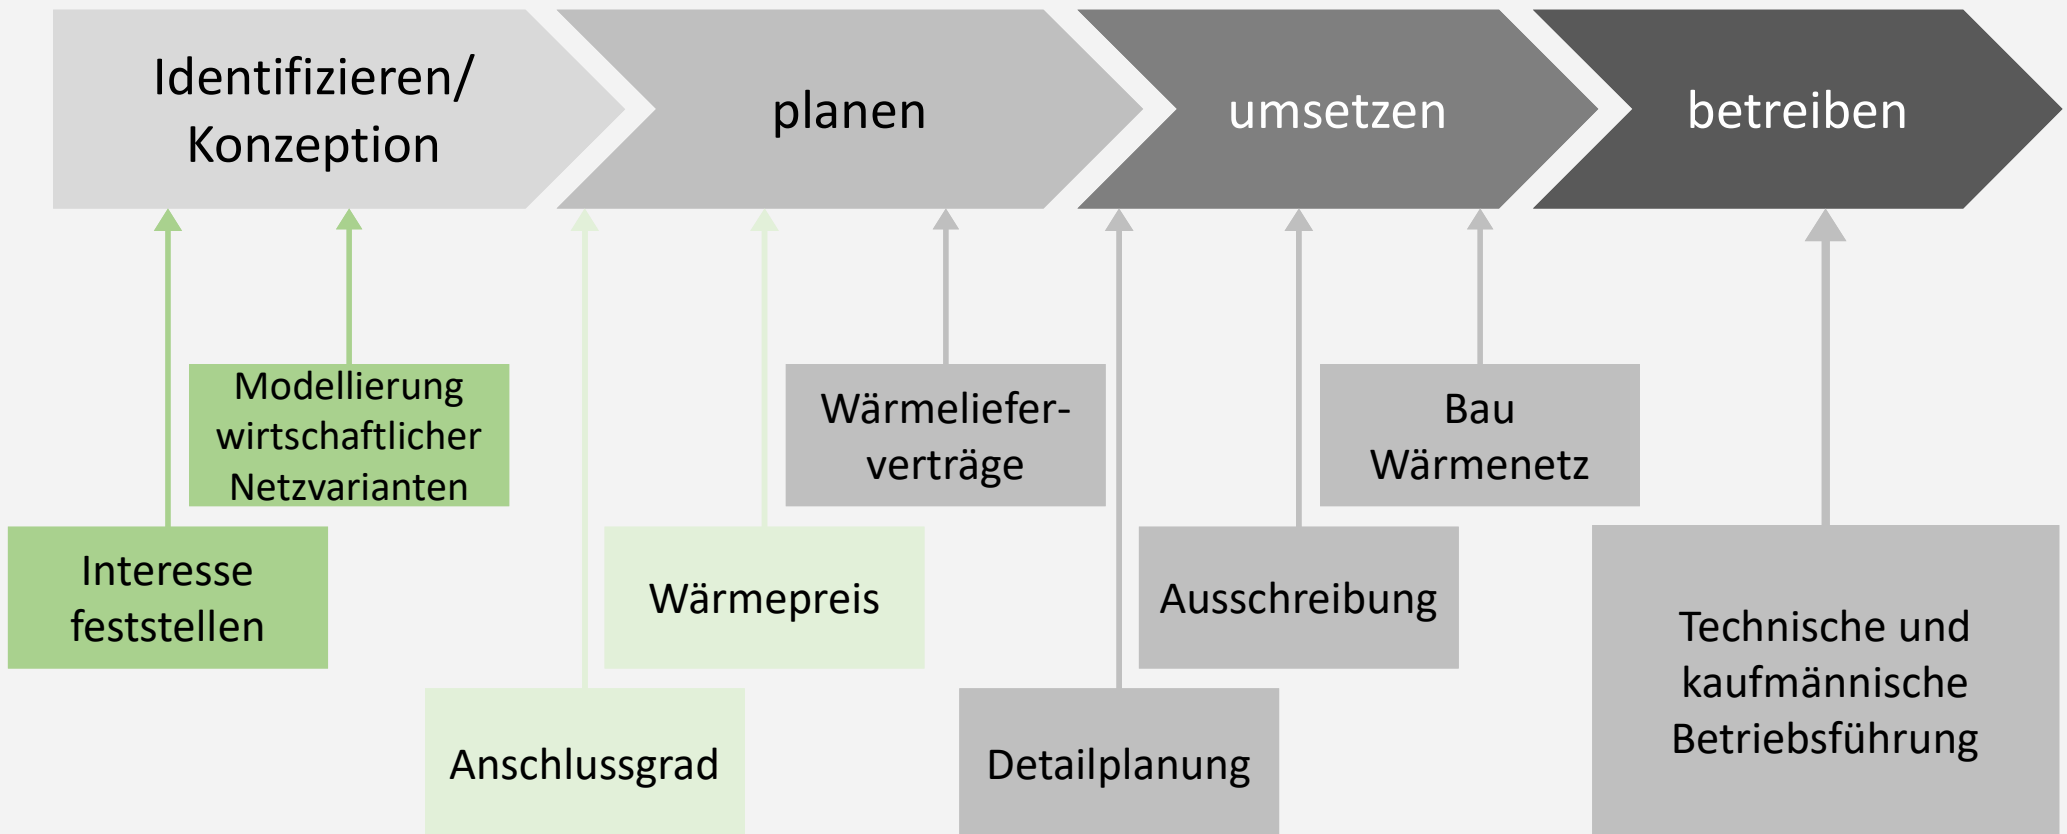 Identifizieren/
Konzeption
planen
umsetzen
betreiben
Modellierung
wirtschaftlicher
Netzvarianten
Wärmeliefer-
verträge
Bau
Wärmenetz
Interesse
feststellen
Wärmepreis
Ausschreibung
Technische und
kaufmännische
Betriebsführung
Anschlussgrad
Detailplanung